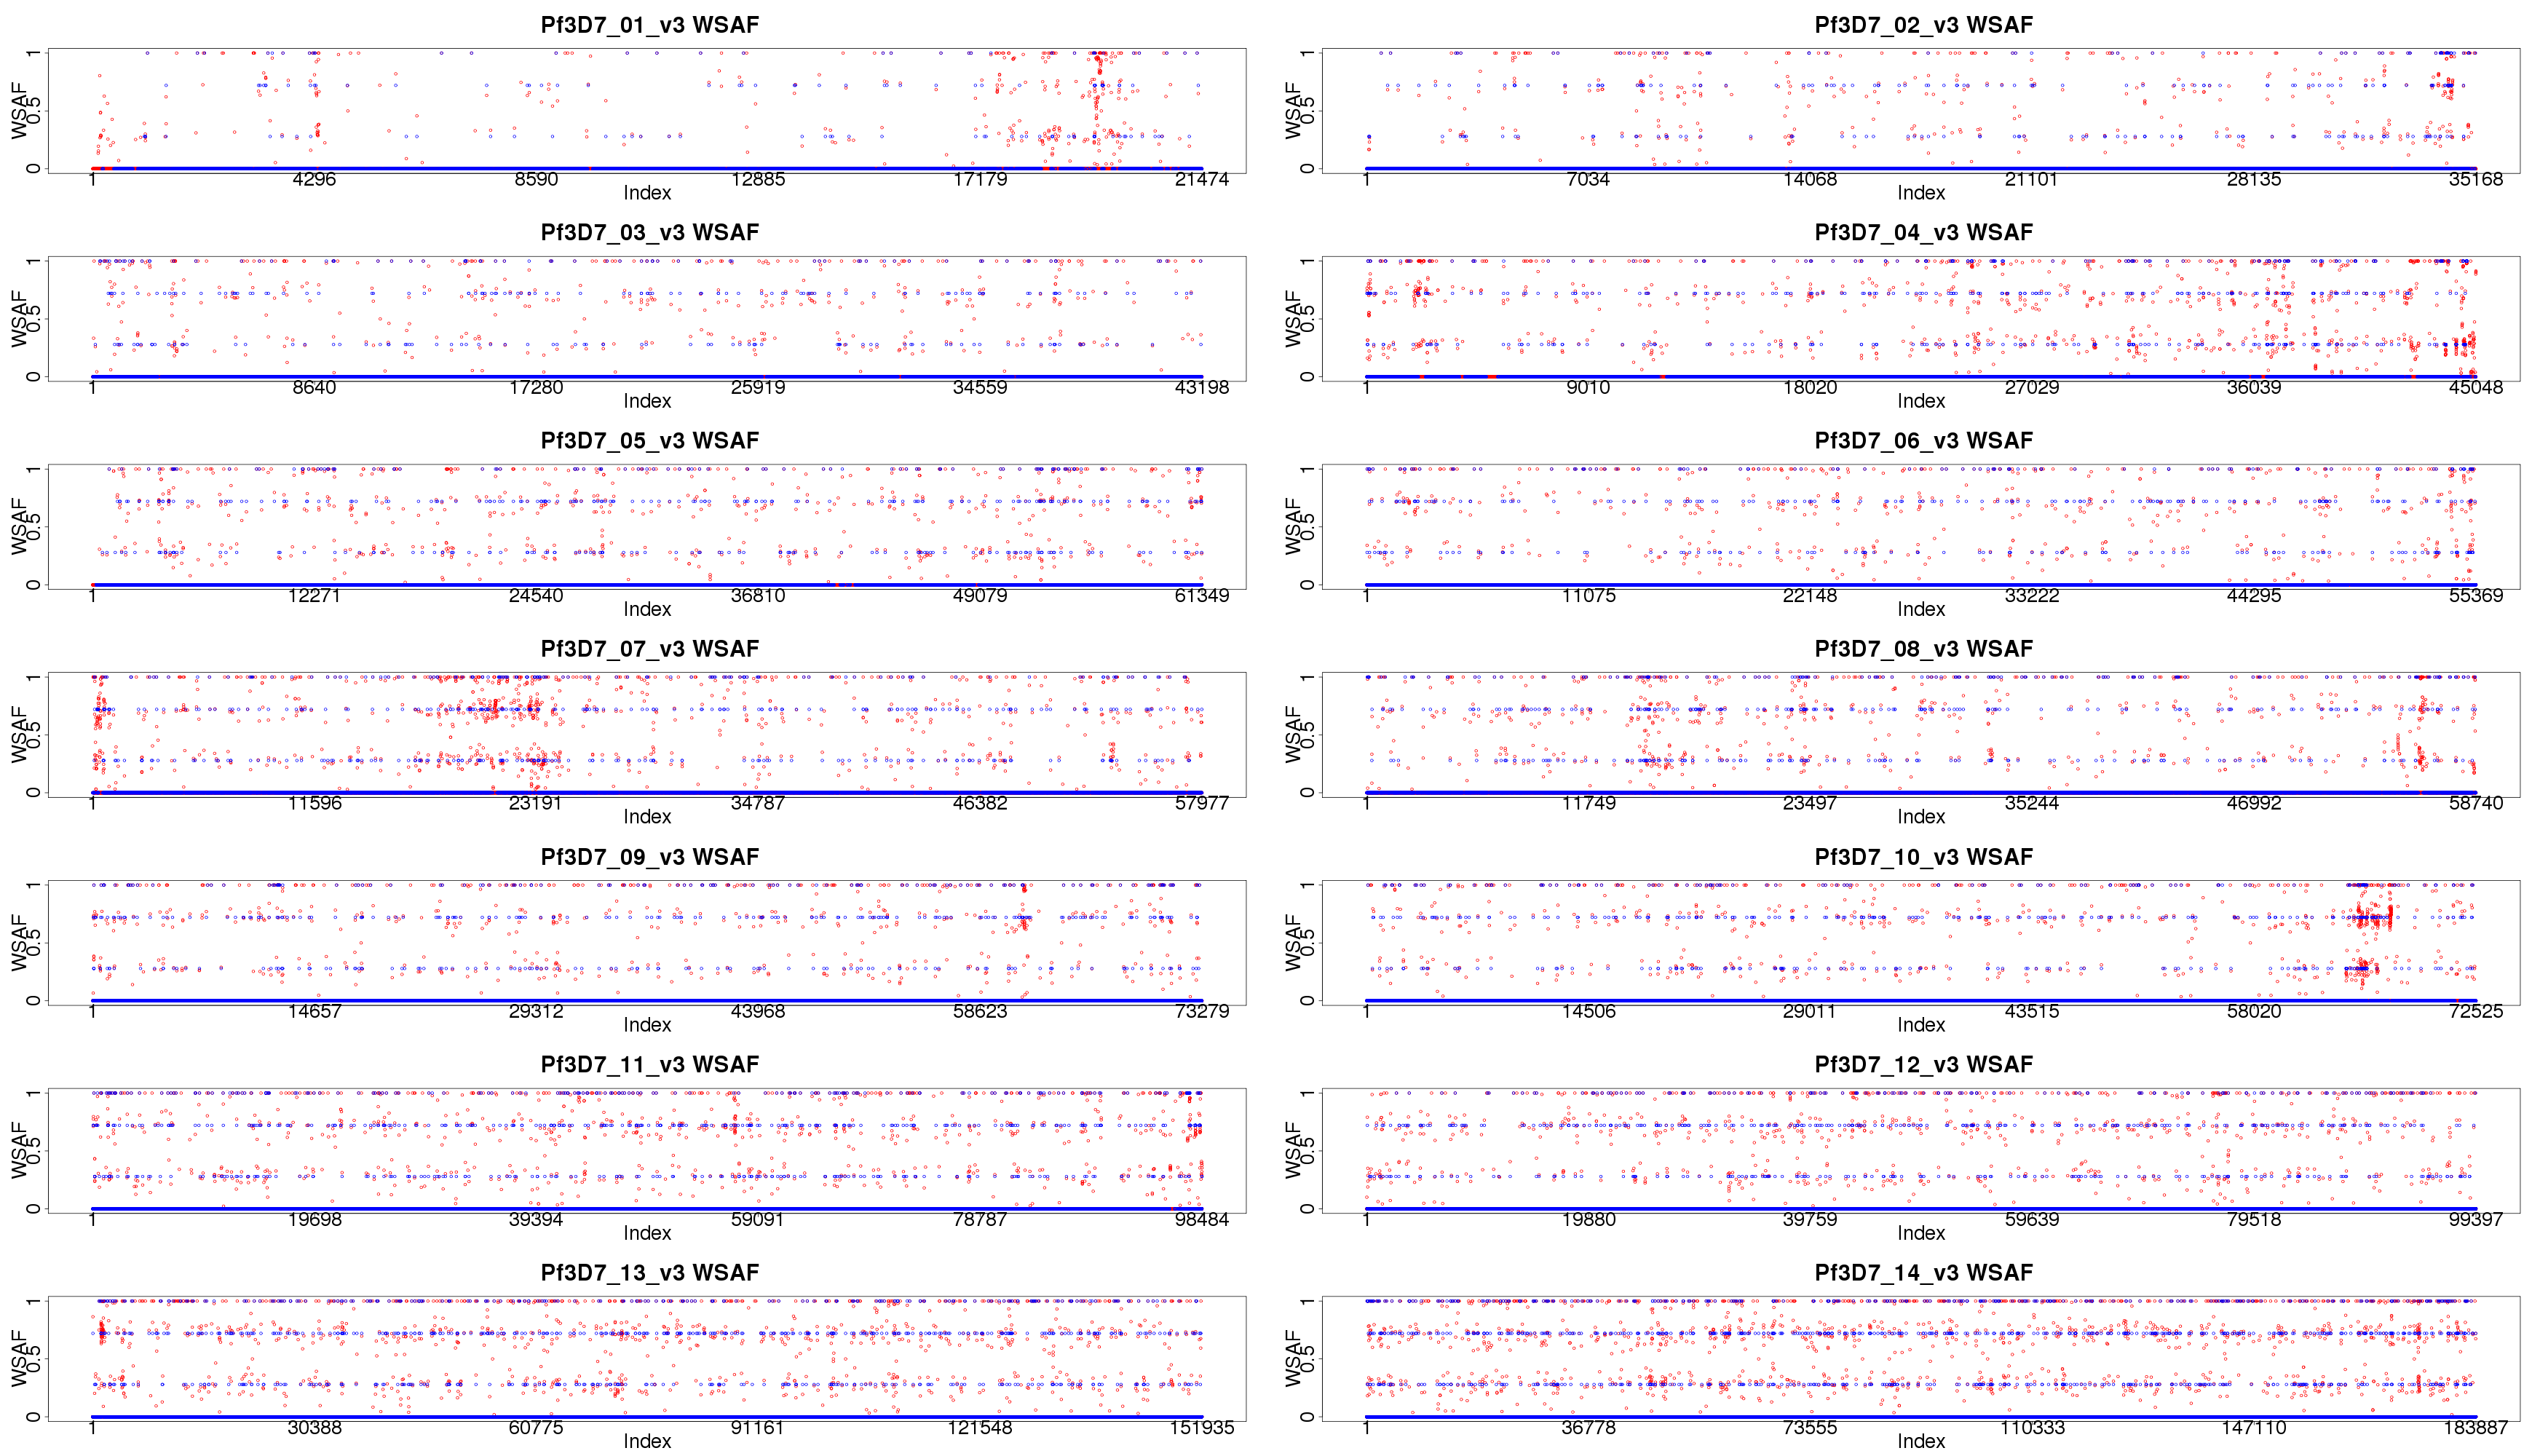 Pf3D7_01_v3 WSAF
WSAF
0 0.5 1
1 4296 8590 12885 17179 21474
Index
Pf3D7_02_v3 WSAF
WSAF
0 0.5 1
1 7034 14068 21101 28135 35168
Index
Pf3D7_03_v3 WSAF
WSAF
0 0.5 1
1 8640 17280 25919 34559 43198
Index
Pf3D7_04_v3 WSAF
WSAF
0 0.5 1
1 9010 18020 27029 36039 45048
Index
Pf3D7_05_v3 WSAF
WSAF
0 0.5 1
1 12271 24540 36810 49079 61349
Index
Pf3D7_06_v3 WSAF
WSAF
0 0.5 1
1 11075 22148 33222 44295 55369
Index
Pf3D7_07_v3 WSAF
WSAF
0 0.5 1
1 11596 23191 34787 46382 57977
Index
Pf3D7_08_v3 WSAF
WSAF
0 0.5 1
1 11749 23497 35244 46992 58740
Index
Pf3D7_09_v3 WSAF
WSAF
0 0.5 1
1 14657 29312 43968 58623 73279
Index
Pf3D7_10_v3 WSAF
WSAF
0 0.5 1
1 14506 29011 43515 58020 72525
Index
Pf3D7_11_v3 WSAF
WSAF
0 0.5 1
1 19698 39394 59091 78787 98484
Index
Pf3D7_12_v3 WSAF
WSAF
0 0.5 1
1 19880 39759 59639 79518 99397
Index
Pf3D7_13_v3 WSAF
WSAF
0 0.5 1
1 30388 60775 91161 121548 151935
Index
Pf3D7_14_v3 WSAF
WSAF
0 0.5 1
1 36778 73555 110333 147110 183887
Index